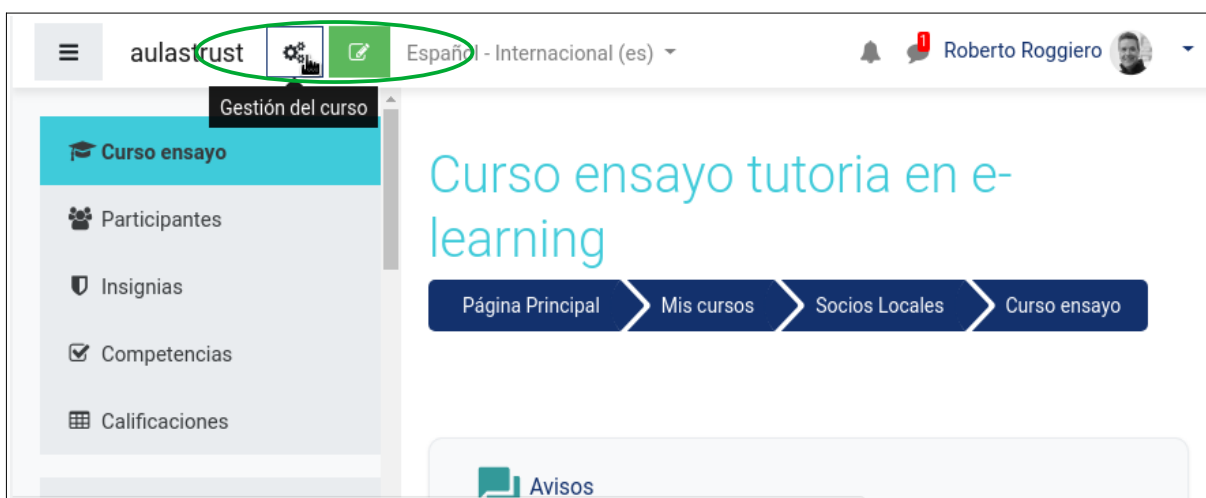 aulastrust
Español - Internacional (es)
1
Roberto Roggiero
Gestión del curso
Curso ensayo
Participantes
Insignias
Competencias
Calificaciones
Curso ensayo tutoria en e-
learning
Página Principal
Mis cursos
Socios Locales
Curso ensayo
Avisos